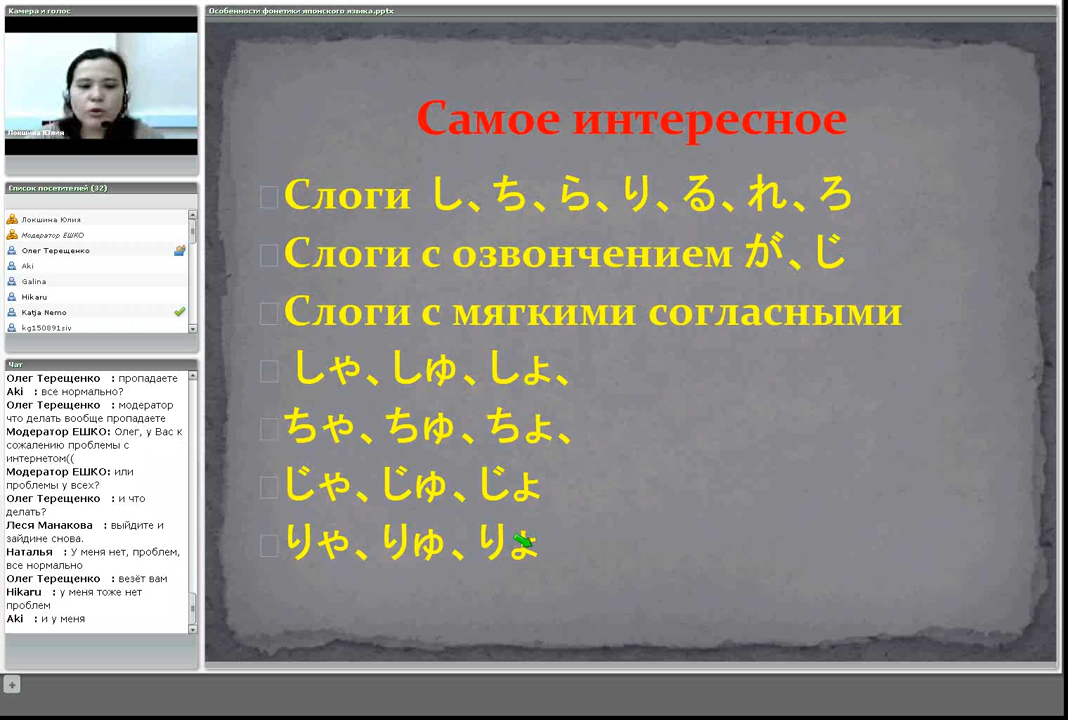 Камера и голос
Локшина Юлия
Список посетителей (32)
Локшина Юлия
Модератор ЕШКО
Олег Терещенко
Aki
Galina
Hikaru
Katja Nemo
kg150891siv
Чат
Олег Терещенко : пропадаете
Aki : все нормально?
Олег Терещенко : модератор
что делать вообще пропадаете
Модератор ЕШКО: Олег, у Вас к
сожалению проблемы с
интернетом((
Модератор ЕШКО: или
проблемы у всех?
Олег Терещенко : и что
делать?
Леся Манакова : выйдите и
зайдине снова.
Наталья : У меня нет, проблем,
все нормально
Олег Терещенко : везёт вам
Hikaru : у меня тоже нет
проблем
Aki : и у меня
Особенности фонетики японского языка.pptx
Самое интересное
Слоги し、ち、ら、り、る、れ、ろ
Слоги с озвончением が、じ
Слоги с мягкими согласными
しゃ、しゅ、しょ、
ちゃ、ちゅ、ちょ、
じゃ、じゅ、じょ
りゃ、りゅ、りょ